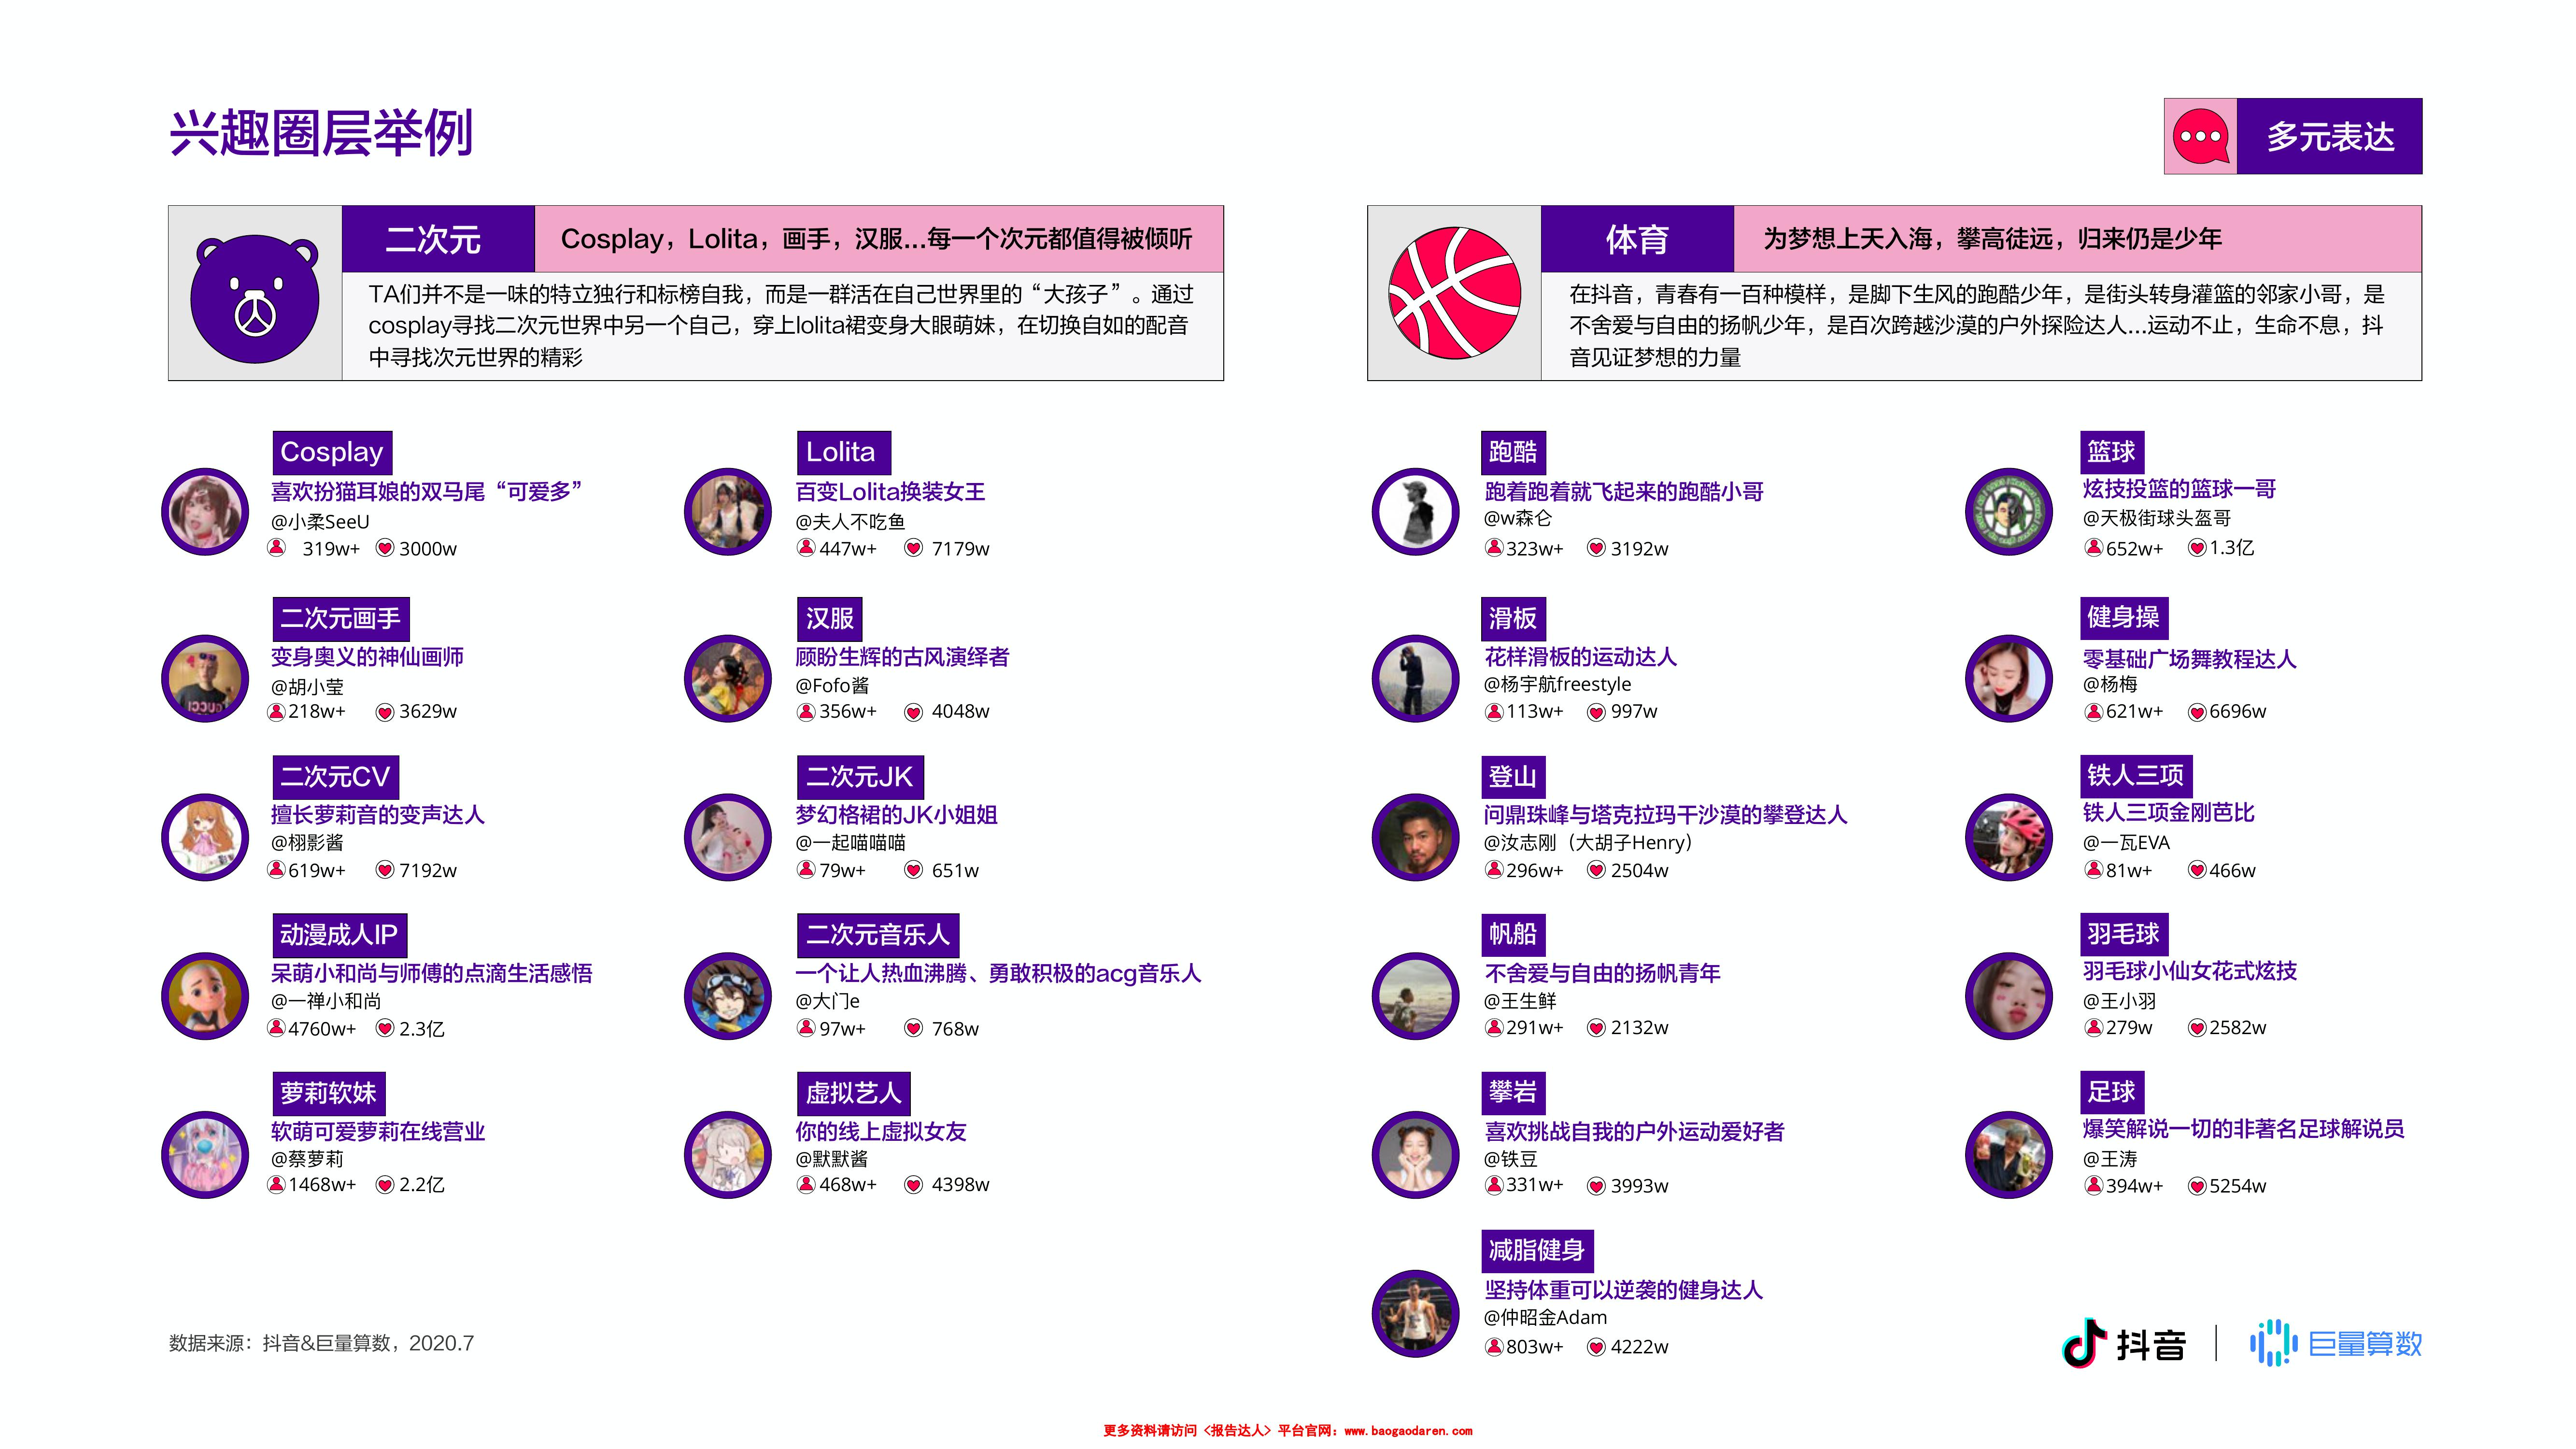 兴趣圈层举例
多元表达
二次元
Cosplay，Lolita，画手，汉服...每一个次元都值得被倾听
TA们并不是一味的特立独行和标榜自我，而是一群活在自己世界里的“大孩子”。通过
cosplay寻找二次元世界中另一个自己，穿上lolita裙变身大眼萌妹，在切换自如的配音
中寻找次元世界的精彩
Cosplay
喜欢扮猫耳娘的双马尾“可爱多”
@小柔SeeU
319w+ 3000w
Lolita
百变Lolita换装女王
@夫人不吃鱼
447w+ 7179w
二次元画手
变身奥义的神仙画师
@胡小莹
218w+ 3629w
汉服
顾盼生辉的古风演绎者
@Fofo酱
356w+ 4048w
二次元CV
擅长萝莉音的变声达人
@栩影酱
619w+ 7192w
二次元JK
梦幻格裙的JK小姐姐
@一起喵喵喵
79w+ 651w
动漫成人IP
呆萌小和尚与师傅的点滴生活感悟
@一禅小和尚
4760w+ 2.3亿
二次元音乐人
一个让人热血沸腾、勇敢积极的acg音乐人
@大门e
97w+ 768w
萝莉软妹
软萌可爱萝莉在线营业
@蔡萝莉
1468w+ 2.2亿
虚拟艺人
你的线上虚拟女友
@默默酱
468w+ 4398w
体育
为梦想上天入海，攀高徒远，归来仍是少年
在抖音，青春有一百种模样，是脚下生风的跑酷少年，是街头转身灌篮的邻家小哥，是
不舍爱与自由的扬帆少年，是百次跨越沙漠的户外探险达人...运动不止，生命不息，抖
音见证梦想的力量
跑酷
跑着跑着就飞起来的跑酷小哥
@w森仑
323w+ 3192w
篮球
炫技投篮的篮球一哥
@天极街球头盔哥
652w+ 1.3亿
滑板
花样滑板的运动达人
@杨宇航freestyle
113w+ 997w
健身操
零基础广场舞教程达人
@杨梅
621w+ 6696w
登山
问鼎珠峰与塔克拉玛干沙漠的攀登达人
@汝志刚（大胡子Henry）
296w+ 2504w
铁人三项
铁人三项金刚芭比
@一瓦EVA
81w+ 466w
帆船
不舍爱与自由的扬帆青年
@王生鲜
291w+ 2132w
羽毛球
羽毛球小仙女花式炫技
@王小羽
279w 2582w
攀岩
喜欢挑战自我的户外运动爱好者
@铁豆
331w+ 3993w
足球
爆笑解说一切的非著名足球解说员
@王涛
394w+ 5254w
减脂健身
坚持体重可以逆袭的健身达人
@仲昭金Adam
803w+ 4222w
数据来源：抖音&巨量算数，2020.7
抖音 巨量算数
更多资料请访问《报告达人》平台官网：www.baogaodaren.com